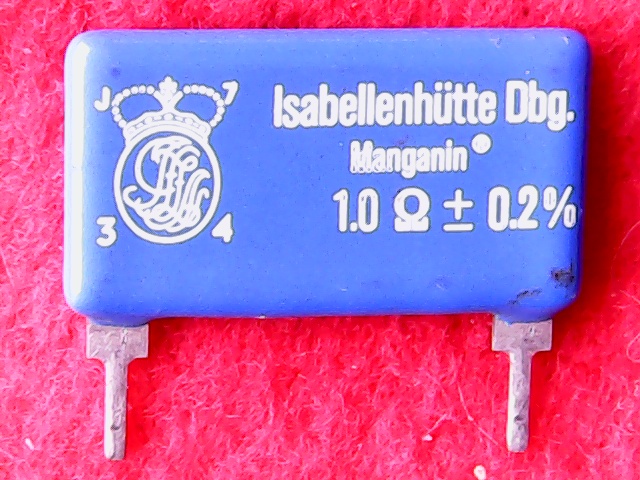 J 7
Isabellenhütte Dbg.
Manganin®
1.0 Ω ± 0.2%
3 4